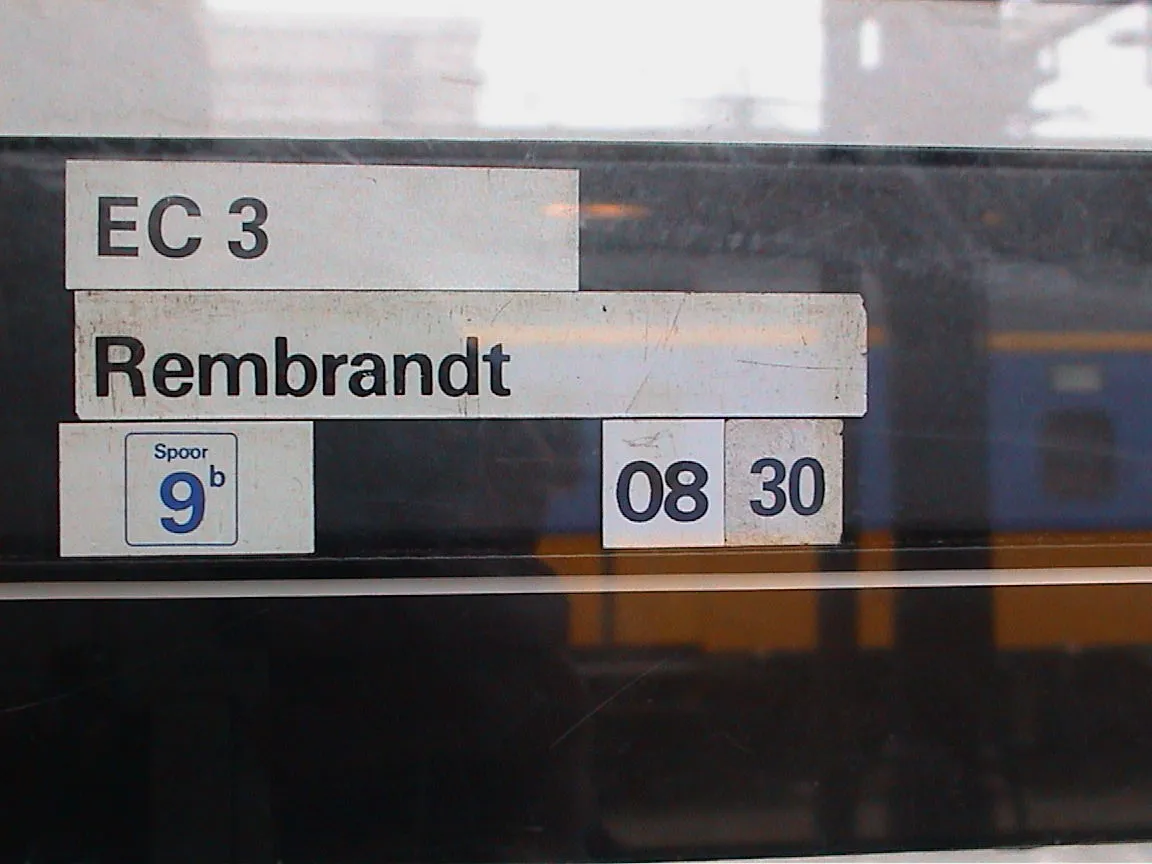 EC 3
Rembrandt
Spoor
9b
08 30